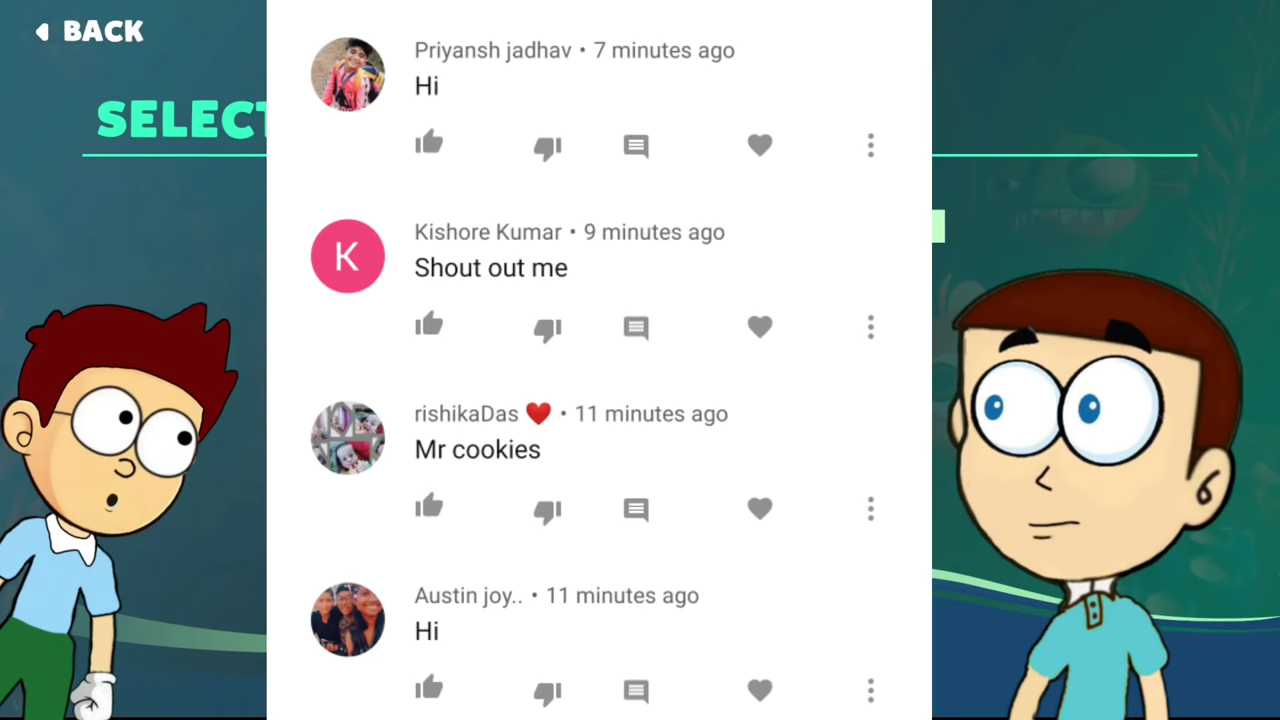 BACK
SELECT
Priyansh jadhav • 7 minutes ago
Hi
K
Kishore Kumar • 9 minutes ago
Shout out me
rishikaDas ❤️ • 11 minutes ago
Mr cookies
Austin joy.. • 11 minutes ago
Hi